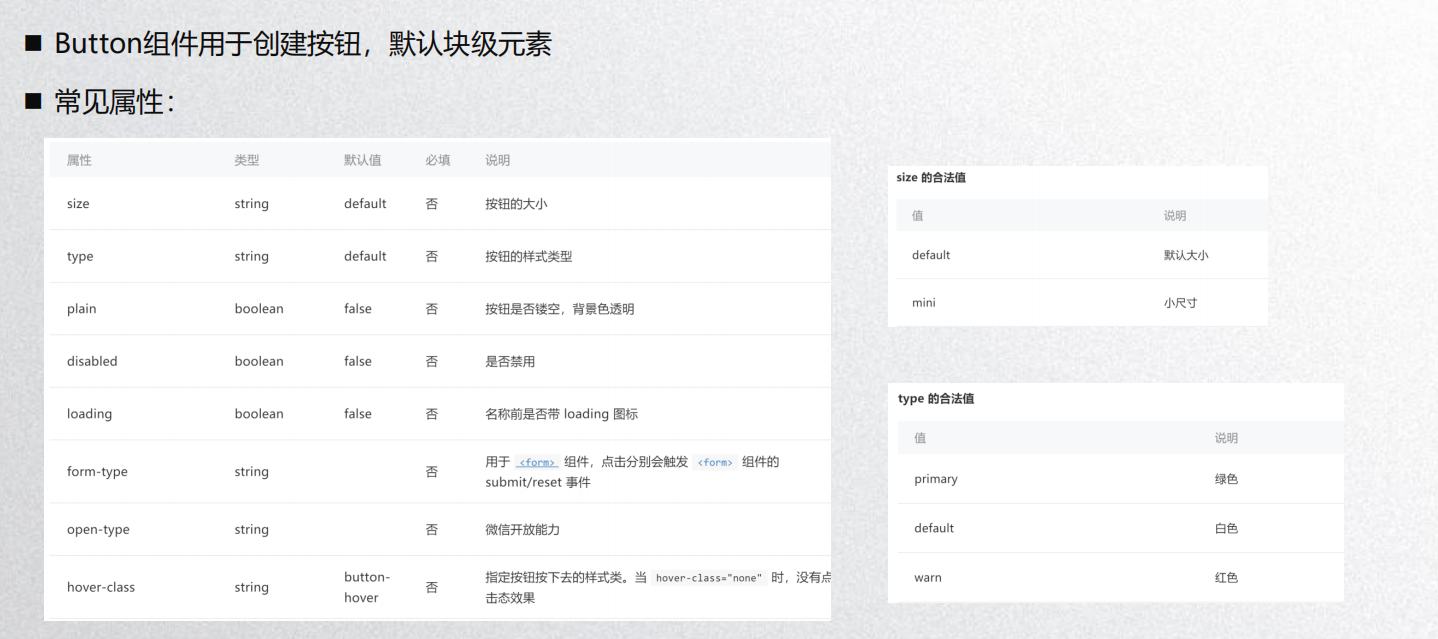 ■ Button组件用于创建按钮，默认块级元素
■ 常见属性：
属性 类型 默认值 必填 说明
size string default 否 按钮的大小
type string default 否 按钮的样式类型
plain boolean false 否 按钮是否镂空，背景色透明
disabled boolean false 否 是否禁用
loading boolean false 否 名称前是否带 loading 图标
form-type string 否 用于 <form> 组件，点击分别会触发 <form> 组件的
submit/reset 事件
open-type string 否 微信开放能力
hover-class string button-
hover 否 指定按钮按下去的样式类。当 hover-class="none" 时，没有点
击态效果
size 的合法值
值 说明
default 默认大小
mini 小尺寸
type 的合法值
值 说明
primary 绿色
default 白色
warn 红色